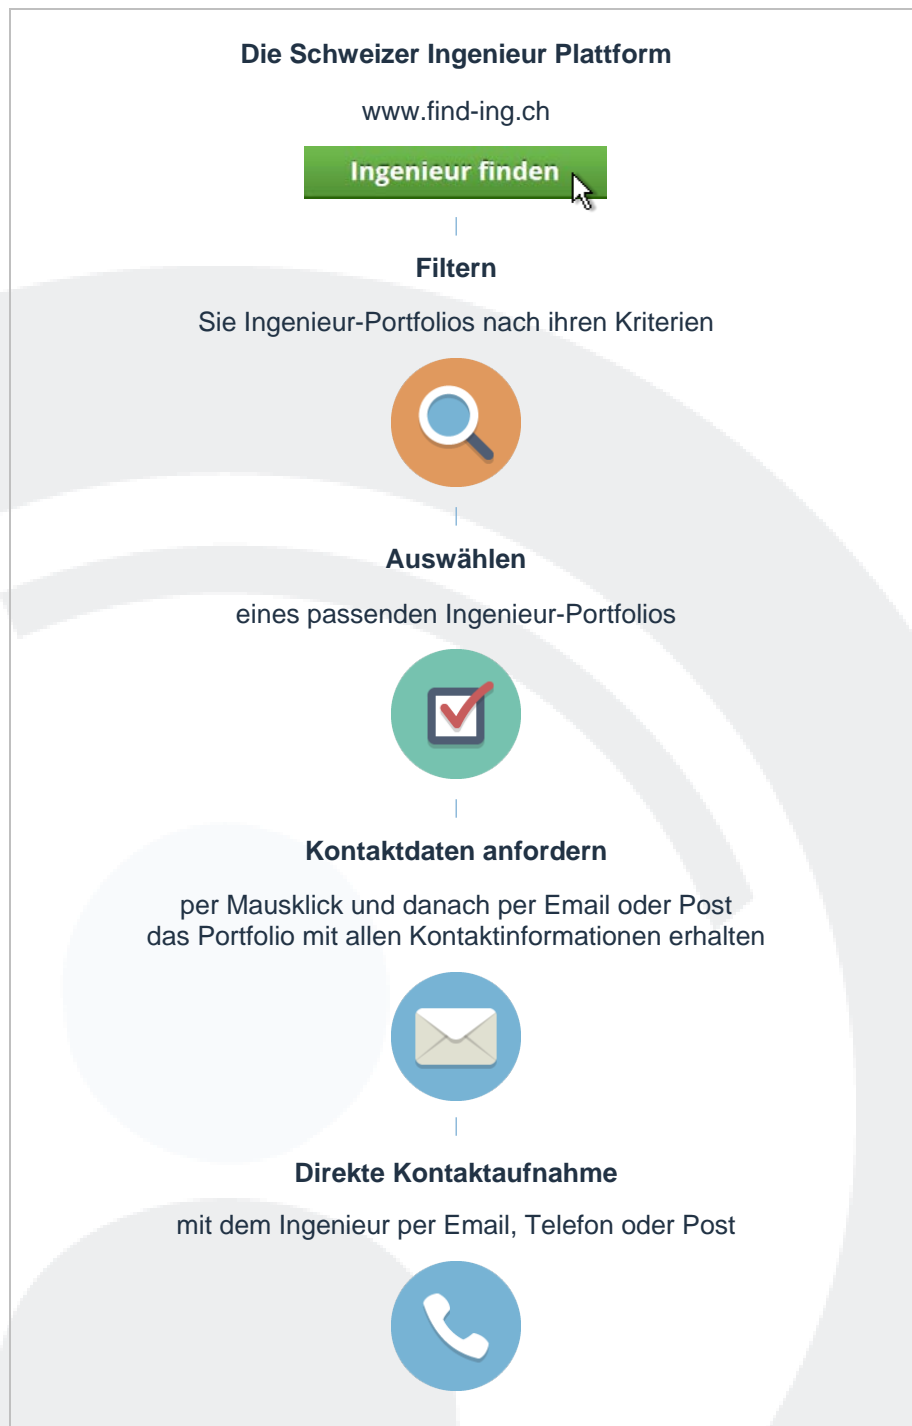 Die Schweizer Ingenieur Plattform
www.find-ing.ch
Ingenieur finden
Filtern
Sie Ingenieur-Portfolios nach ihren Kriterien
Auswählen
eines passenden Ingenieur-Portfolios
Kontaktdaten anfordern
per Mausklick und danach per Email oder Post
das Portfolio mit allen Kontaktinformationen erhalten
Direkte Kontaktaufnahme
mit dem Ingenieur per Email, Telefon oder Post